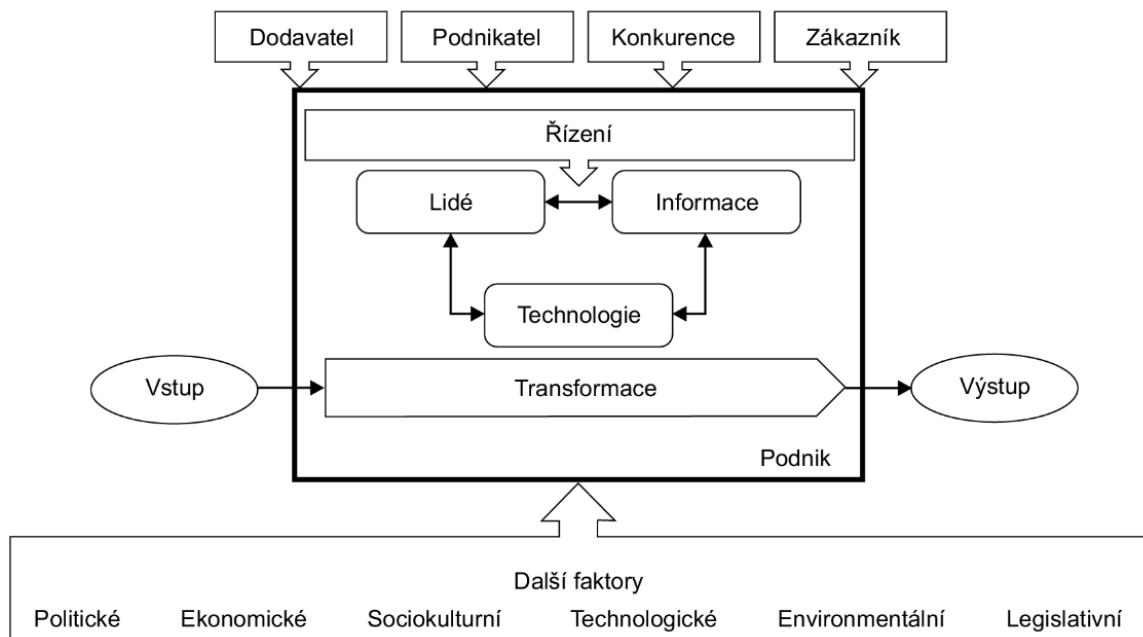 Dodavatel
Podnikatel
Konkurence
Zákazník
Řízení
Lidé
Informace
Technologie
Vstup
Transformace
Výstup
Podnik
Další faktory
Politické Ekonomické Sociokulturní Technologické Environmentální Legislativní